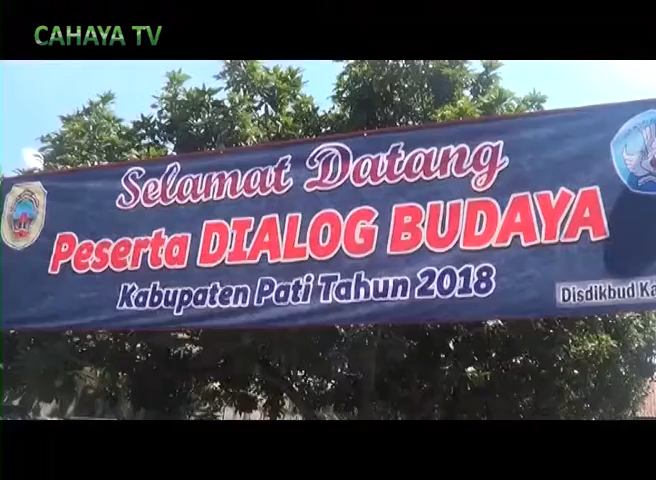 CAHAYA TV
Selamat Datang
Peserta DIALOG BUDAYA
Kabupaten Pati Tahun 2018
Disdikbud